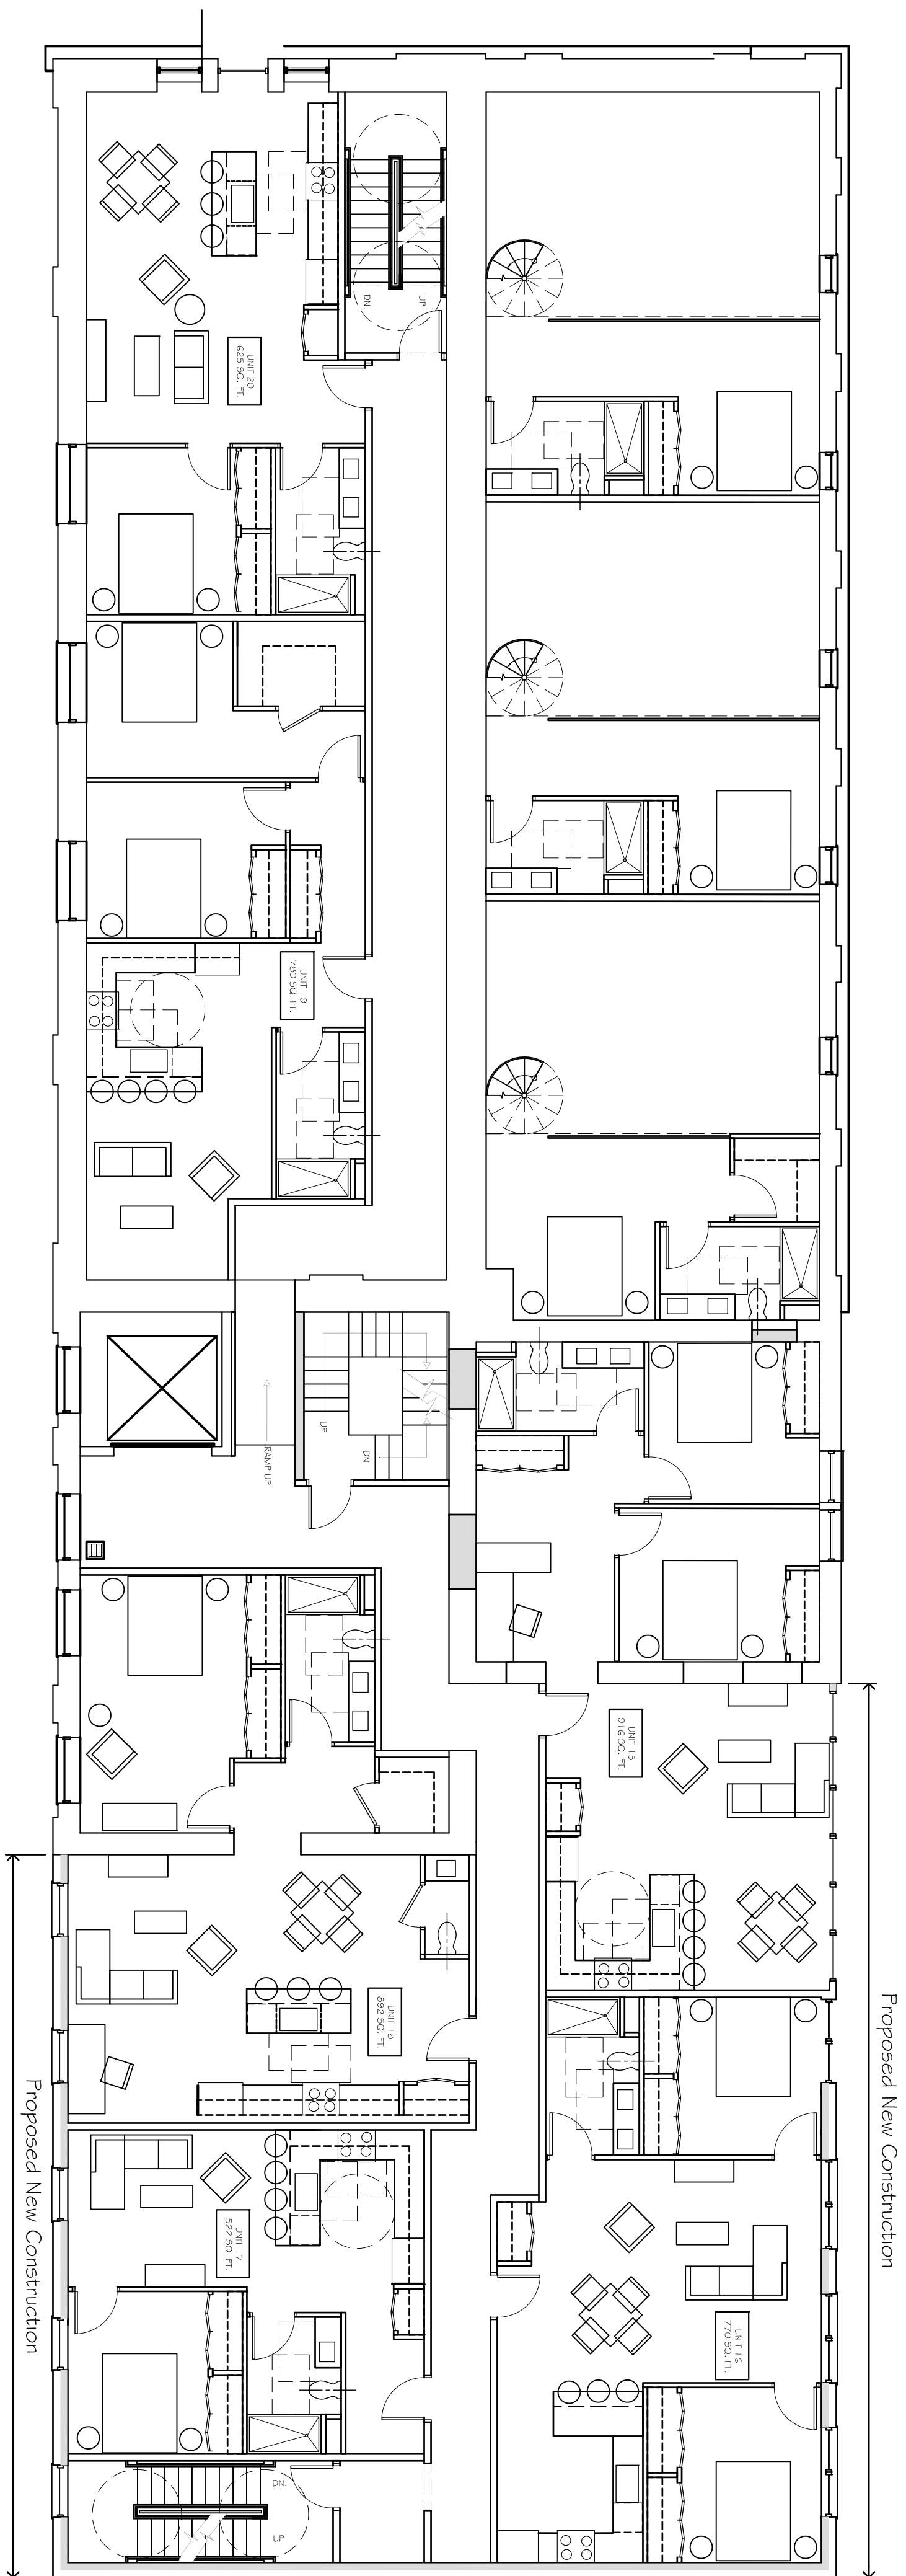 DN.
UP
UNIT 20
625 SQ. FT.
UNIT 19
780 SQ. FT.
UP
DN
RAMP UP
UNIT 15
916 SQ. FT.
UNIT 18
892 SQ. FT.
Proposed New Construction
Proposed New Construction
UNIT 17
522 SQ. FT.
UNIT 16
770 SQ. FT.
DN.
UP